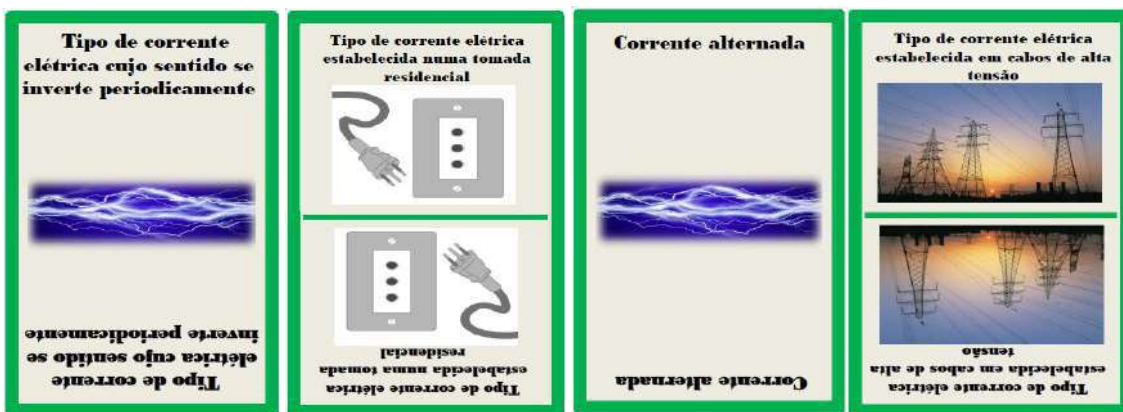 Tipo de corrente
elétrica cujo sentido se
inverte periodicamente
Tipo de corrente
elétrica cujo sentido se
inverte periodicamente
Tipo de corrente elétrica
estabelecida numa tomada
residencial
Tipo de corrente elétrica
estabelecida numa tomada
residencial
Corrente alternada
Corrente alternada
Tipo de corrente elétrica
estabelecida em cabos de alta
tensão
Tipo de corrente elétrica
estabelecida em cabos de alta
tensão